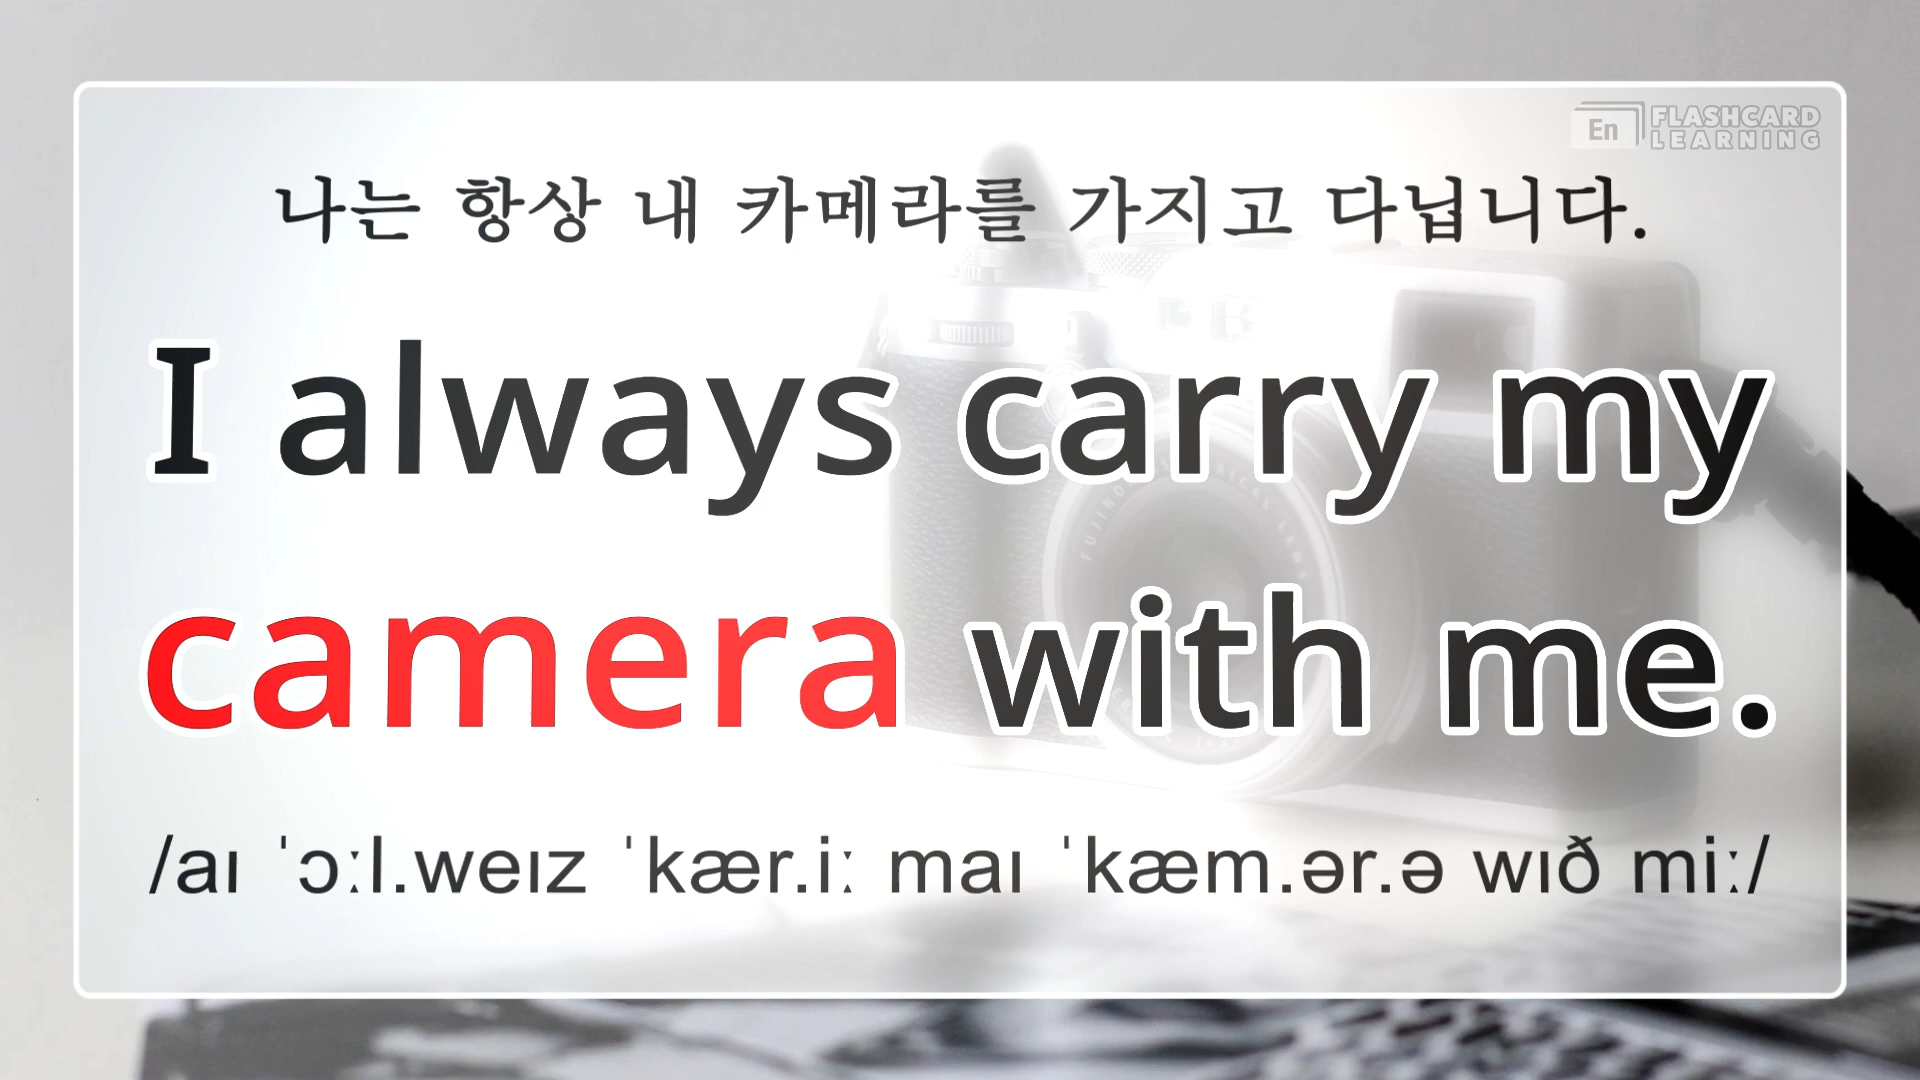 En
FLASHCARD
LEARNING
나는 항상 내 카메라를 가지고 다닙니다.
I always carry my
camera with me.
/aɪ ˈɔːl.weɪz ˈkær.iː maɪ ˈkæm.ər.ə wɪð miː/